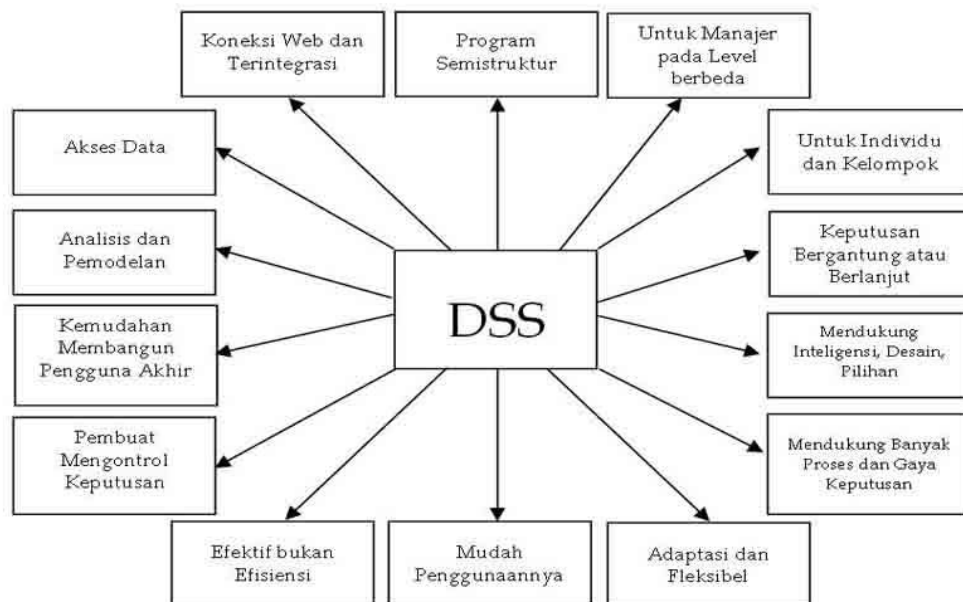 Koneksi Web dan
Terintegrasi
Program
Semistruktur
Untuk Manajer
pada Level
berbeda
Akses Data
Untuk Individu
dan Kelompok
Analisis dan
Pemodelan
Keputusan
Bergantung atau
Berlanjut
DSS
Kemudahan
Membangun
Pengguna Akhir
Mendukung
Inteligensi, Desain,
Pilihan
Pembuat
Mengontrol
Keputusan
Mendukung Banyak
Proses dan Gaya
Keputusan
Efektif bukan
Efisiensi
Mudah
Penggunaannya
Adaptasi dan
Fleksibel